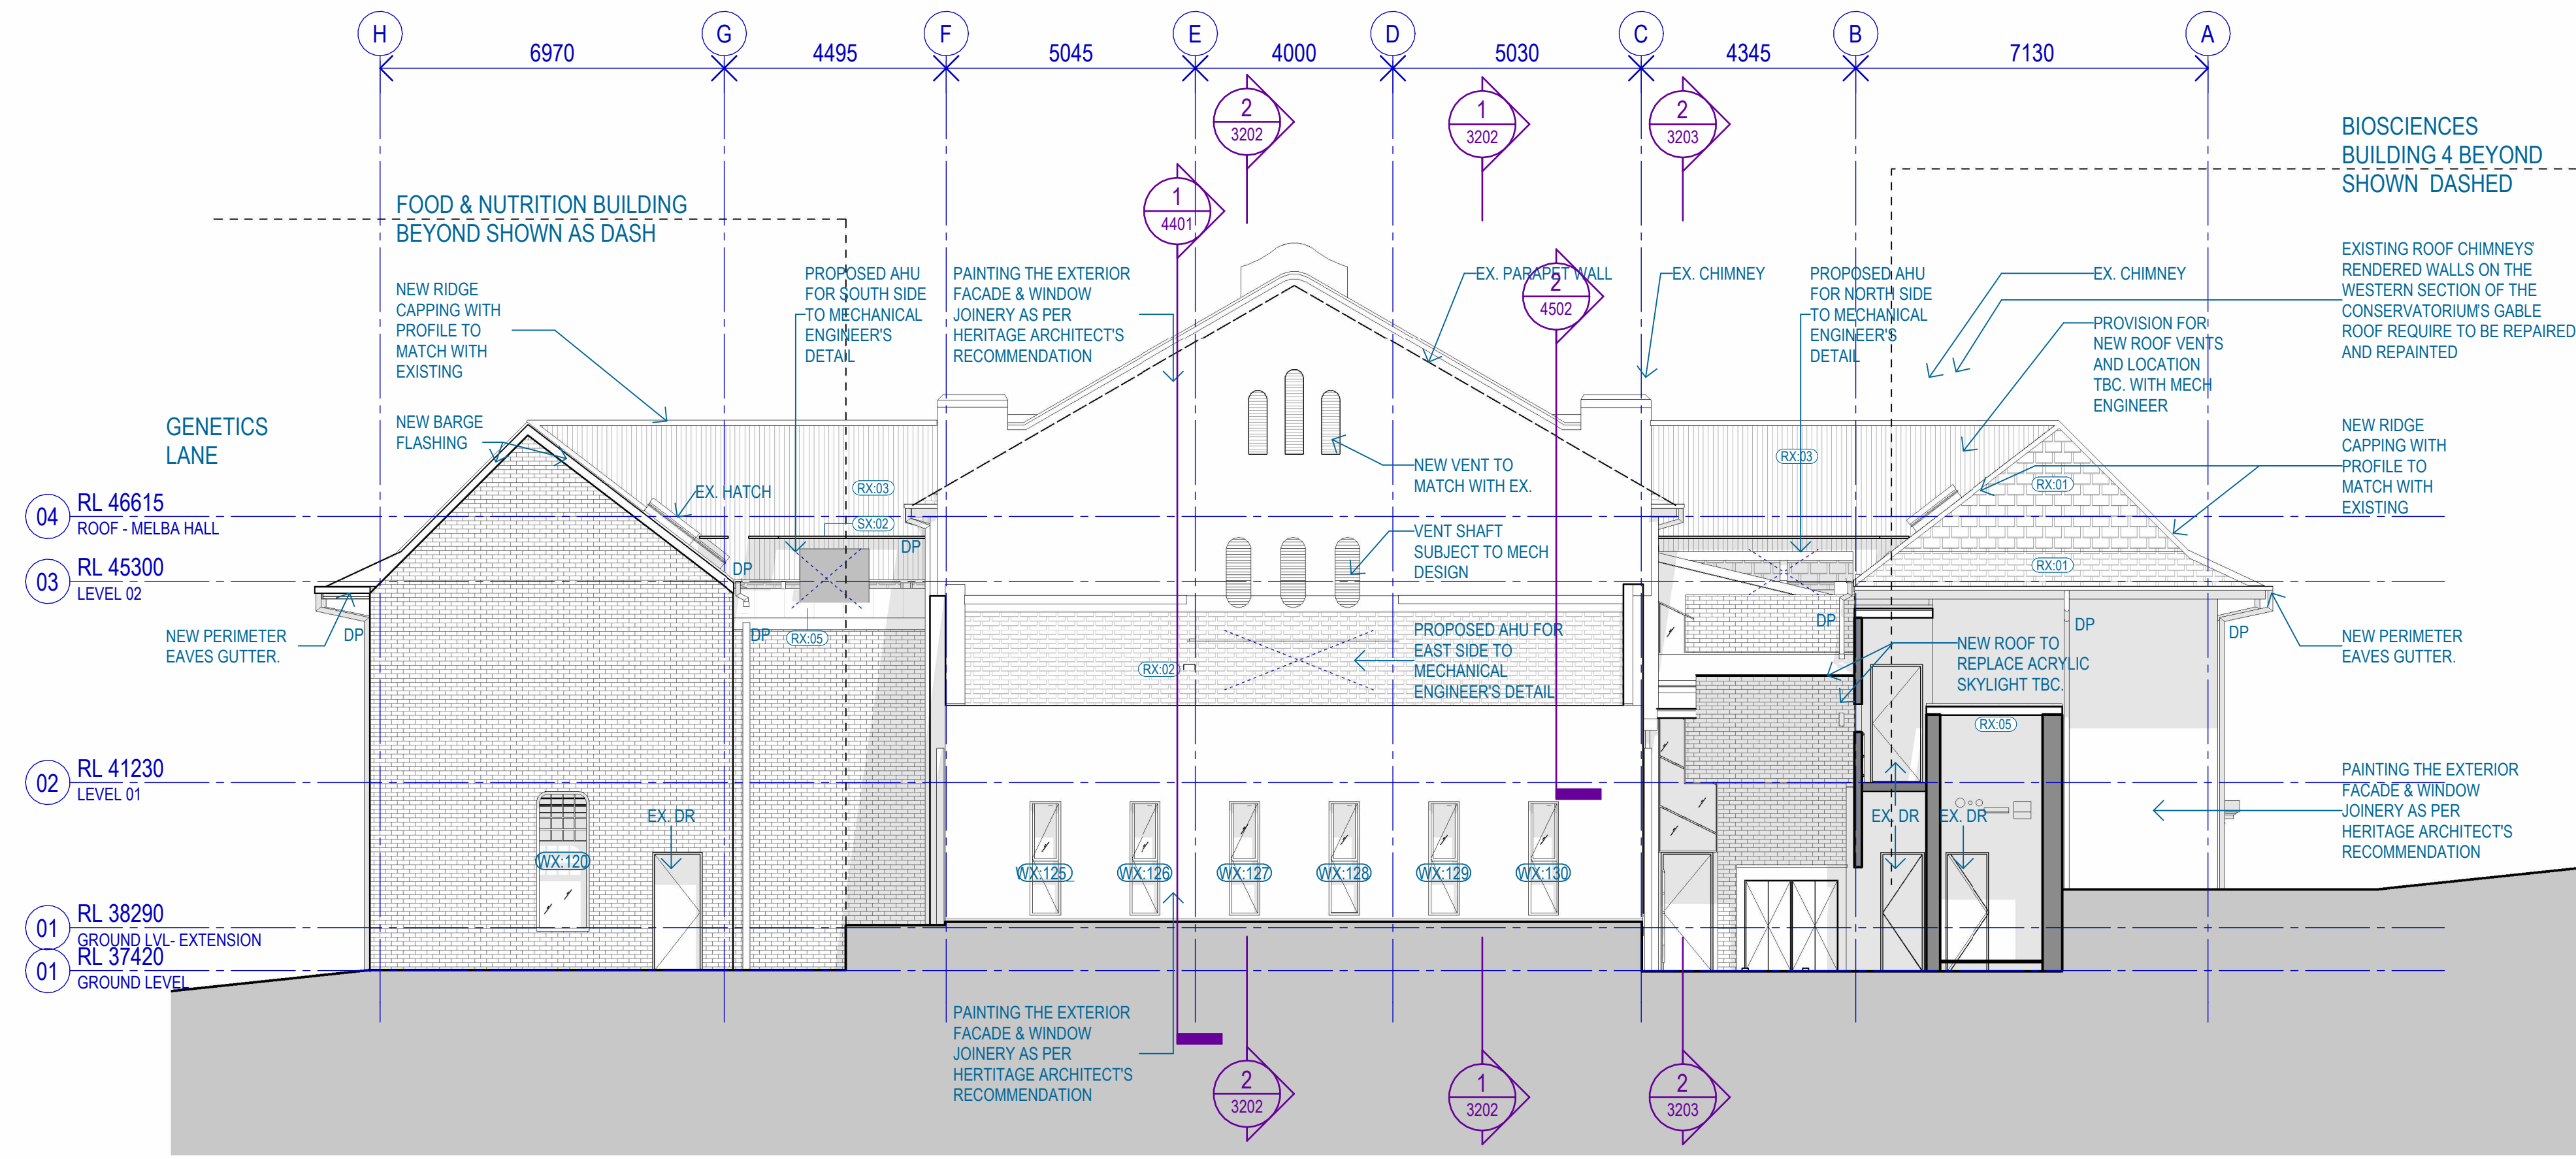 H
G
F
E
D
C
B
A
6970
4495
5045
4000
5030
4345
7130
2
3202
1
3202
2
3203
1
4401
2
4502
BIOSCIENCES
BUILDING 4 BEYOND
SHOWN DASHED
FOOD & NUTRITION BUILDING
BEYOND SHOWN AS DASH
NEW RIDGE
CAPPING WITH
PROFILE TO
MATCH WITH
EXISTING
NEW BARGE
FLASHING
PROPOSED AHU
FOR SOUTH SIDE
TO MECHANICAL
ENGINEER'S
DETAIL
PAINTING THE EXTERIOR
FACADE & WINDOW
JOINERY AS PER
HERITAGE ARCHITECT'S
RECOMMENDATION
EX. PARAPET WALL
EX. CHIMNEY
PROPOSED AHU
FOR NORTH SIDE
TO MECHANICAL
ENGINEER'S
DETAIL
EX. CHIMNEY
PROVISION FOR
NEW ROOF VENTS
AND LOCATION
TBC. WITH MECH
ENGINEER
EXISTING ROOF CHIMNEYS'
RENDERED WALLS ON THE
WESTERN SECTION OF THE
CONSERVATORIUM'S GABLE
ROOF REQUIRE TO BE REPAIRED
AND REPAINTED
NEW RIDGE
CAPPING WITH
PROFILE TO
MATCH WITH
EXISTING
GENETICS
LANE
04
RL 46615
ROOF - MELBA HALL
03
RL 45300
LEVEL 02
02
RL 41230
LEVEL 01
01
RL 38290
GROUND LVL- EXTENSION
01
RL 37420
GROUND LEVEL
EX. HATCH
RX:03
SX:02
DP
DP
DP
DP
RX:05
NEW PERIMETER
EAVES GUTTER.
NEW VENT TO
MATCH WITH EX.
VENT SHAFT
SUBJECT TO MECH
DESIGN
PROPOSED AHU FOR
EAST SIDE TO
MECHANICAL
ENGINEER'S DETAIL
RX:02
RX:03
RX:01
RX:01
DP
DP
DP
NEW ROOF TO
REPLACE ACRYLIC
SKYLIGHT TBC.
RX:05
NEW PERIMETER
EAVES GUTTER.
PAINTING THE EXTERIOR
FACADE & WINDOW
JOINERY AS PER
HERITAGE ARCHITECT'S
RECOMMENDATION
EX. DR
EX. DR
EX. DR
WX:120
WX:125
WX:126
WX:127
WX:128
WX:129
WX:130
PAINTING THE EXTERIOR
FACADE & WINDOW
JOINERY AS PER
HERTITAGE ARCHITECT'S
RECOMMENDATION
2
3202
1
3202
2
3203